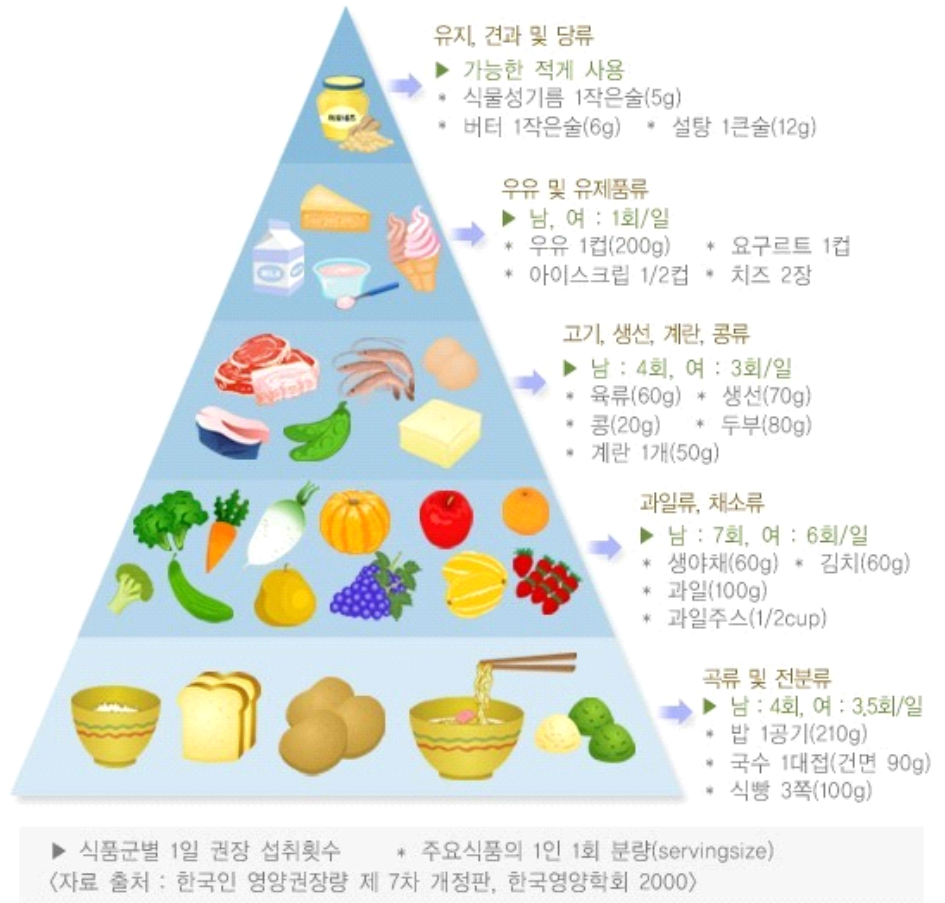 유지, 견과 및 당류
▶ 가능한 적게 사용
* 식물성기름 1작은술(5g)
* 버터 1작은술(6g) * 설탕 1큰술(12g)
우유 및 유제품류
▶ 남, 여 : 1회/일
* 우유 1컵(200g) * 요구르트 1컵
* 아이스크립 1/2컵 * 치즈 2장
MILK
고기, 생선, 계란, 콩류
▶ 남 : 4회, 여 : 3회/일
* 육류(60g) * 생선(70g)
* 콩(20g) * 두부(80g)
* 계란 1개(50g)
과일류, 채소류
▶ 남 : 7회, 여 : 6회/일
* 생야채(60g) * 김치(60g)
* 과일(100g)
* 과일주스(1/2cup)
곡류 및 전분류
▶ 남 : 4회, 여 : 3.5회/일
* 밥 1공기(210g)
* 국수 1대접(건면 90g)
* 식빵 3쪽(100g)
▶ 식품군별 1일 권장 섭취횟수 * 주요식품의 1인 1회 분량(servingsize)
〈자료 출처 : 한국인 영양권장량 제 7차 개정판, 한국영양학회 2000〉